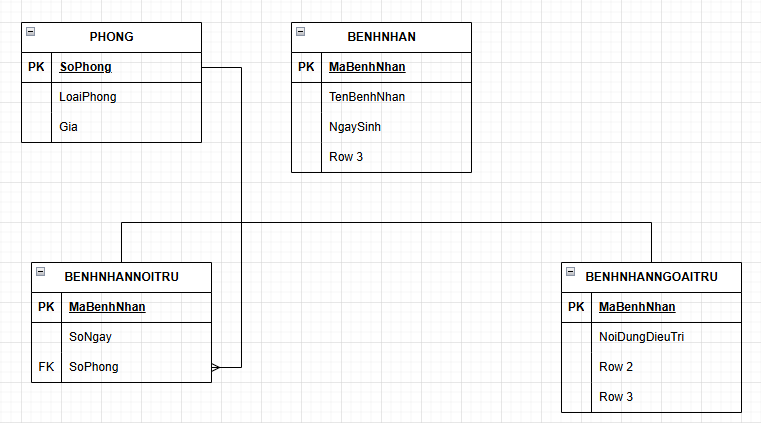 PHONG
PK SoPhong
LoaiPhong
Gia
BENHNHAN
PK MaBenhNhan
TenBenhNhan
NgaySinh
Row 3
BENHNHANNOITRU
PK MaBenhNhan
SoNgay
FK SoPhong
BENHNHANNGOAITRU
PK MaBenhNhan
NoiDungDieuTri
Row 2
Row 3